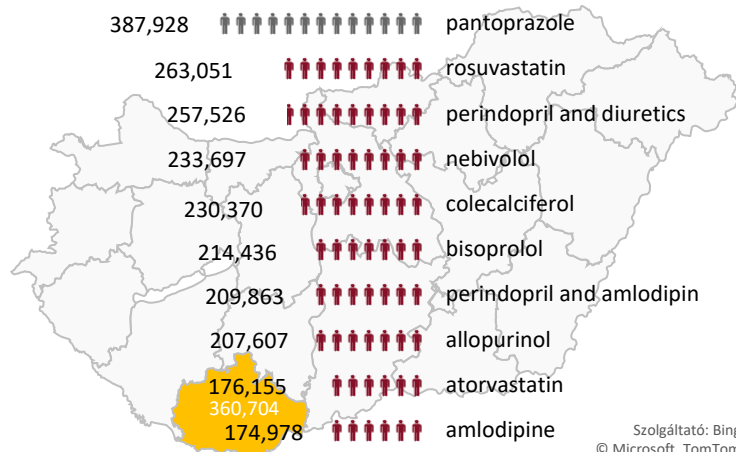 387,928 pantoprazole
263,051 rosuvastatin
257,526 perindopril and diuretics
233,697 nebivolol
230,370 colecalciferol
214,436 bisoprolol
209,863 perindopril and amlodipin
207,607 allopurinol
176,155 atorvastatin
360,704
174,978 amlodipine
Szolgáltató: Bing
© Microsoft, TomTom